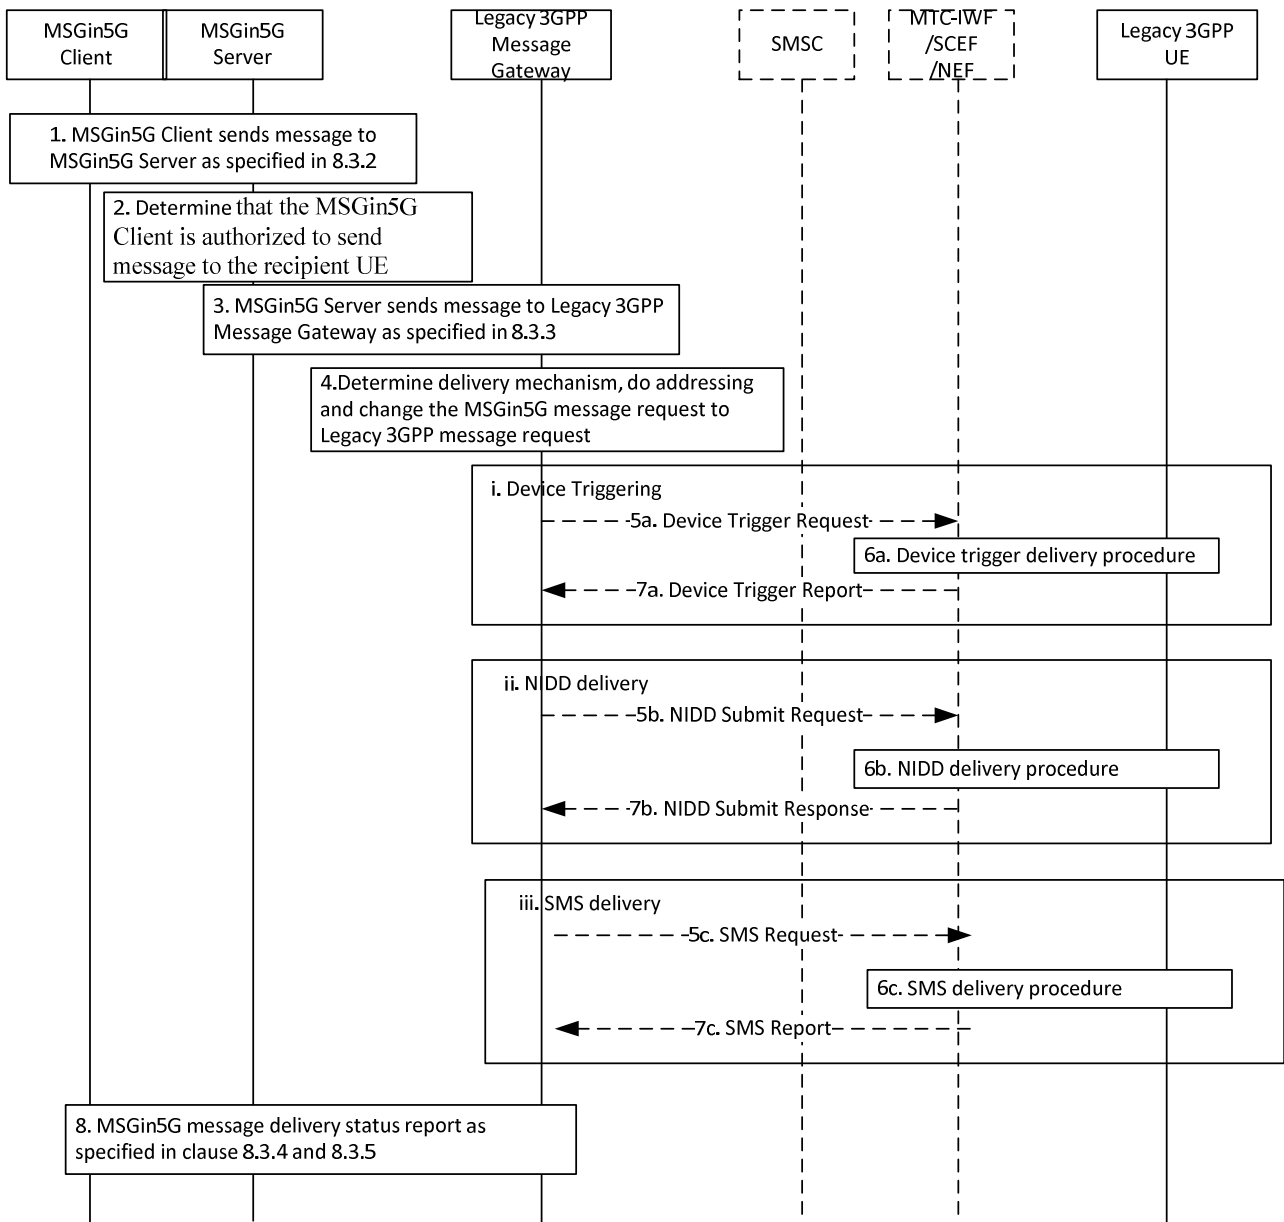 MSGin5G
Client
MSGin5G
Server
Legacy 3GPP
Message
Gateway
SMSC
MTC-IWF
/SCEF
/NEF
Legacy 3GPP
UE
1. MSGin5G Client sends message to
MSGin5G Server as specified in 8.3.2
2. Determine that the MSGin5G
Client is authorized to send
message to the recipient UE
3. MSGin5G Server sends message to Legacy 3GPP
Message Gateway as specified in 8.3.3
4.Determine delivery mechanism, do addressing
and change the MSGin5G message request to
Legacy 3GPP message request
i. Device Triggering
5a. Device Trigger Request
6a. Device trigger delivery procedure
7a. Device Trigger Report
ii. NIDD delivery
5b. NIDD Submit Request
6b. NIDD delivery procedure
7b. NIDD Submit Response
iii. SMS delivery
5c. SMS Request
6c. SMS delivery procedure
7c. SMS Report
8. MSGin5G message delivery status report as
specified in clause 8.3.4 and 8.3.5